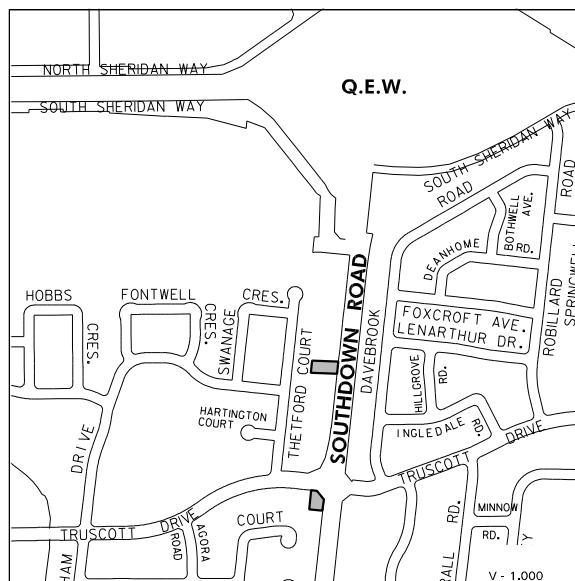 NORTH SHERIDAN WAY
Q.E.W.
SOUTH SHERIDAN WAY
SOUTH SHERIDAN WAY
ROAD
ROAD
BOTHWELL
AVE.
DEANHOME
RD.
HOBBS
FONTWELL
CRES.
CRES.
CRES.
SWANAGE
THETFORD COURT
SOUTHDOWN ROAD
DAVEBROOK
FOXCROFT AVE.
LENARTHUR DR.
ROBILLARD
SPRINGWELL
HILLGROVE
RD.
HARTINGTON
COURT
INGLEDALE
RD.
DRIVE
TRUSCOTT DRIVE
TRUSCOTT DRIVE
ROAD
AGORA
COURT
RD.
MINNOW
RD.
Y
HAM
V - 1,000